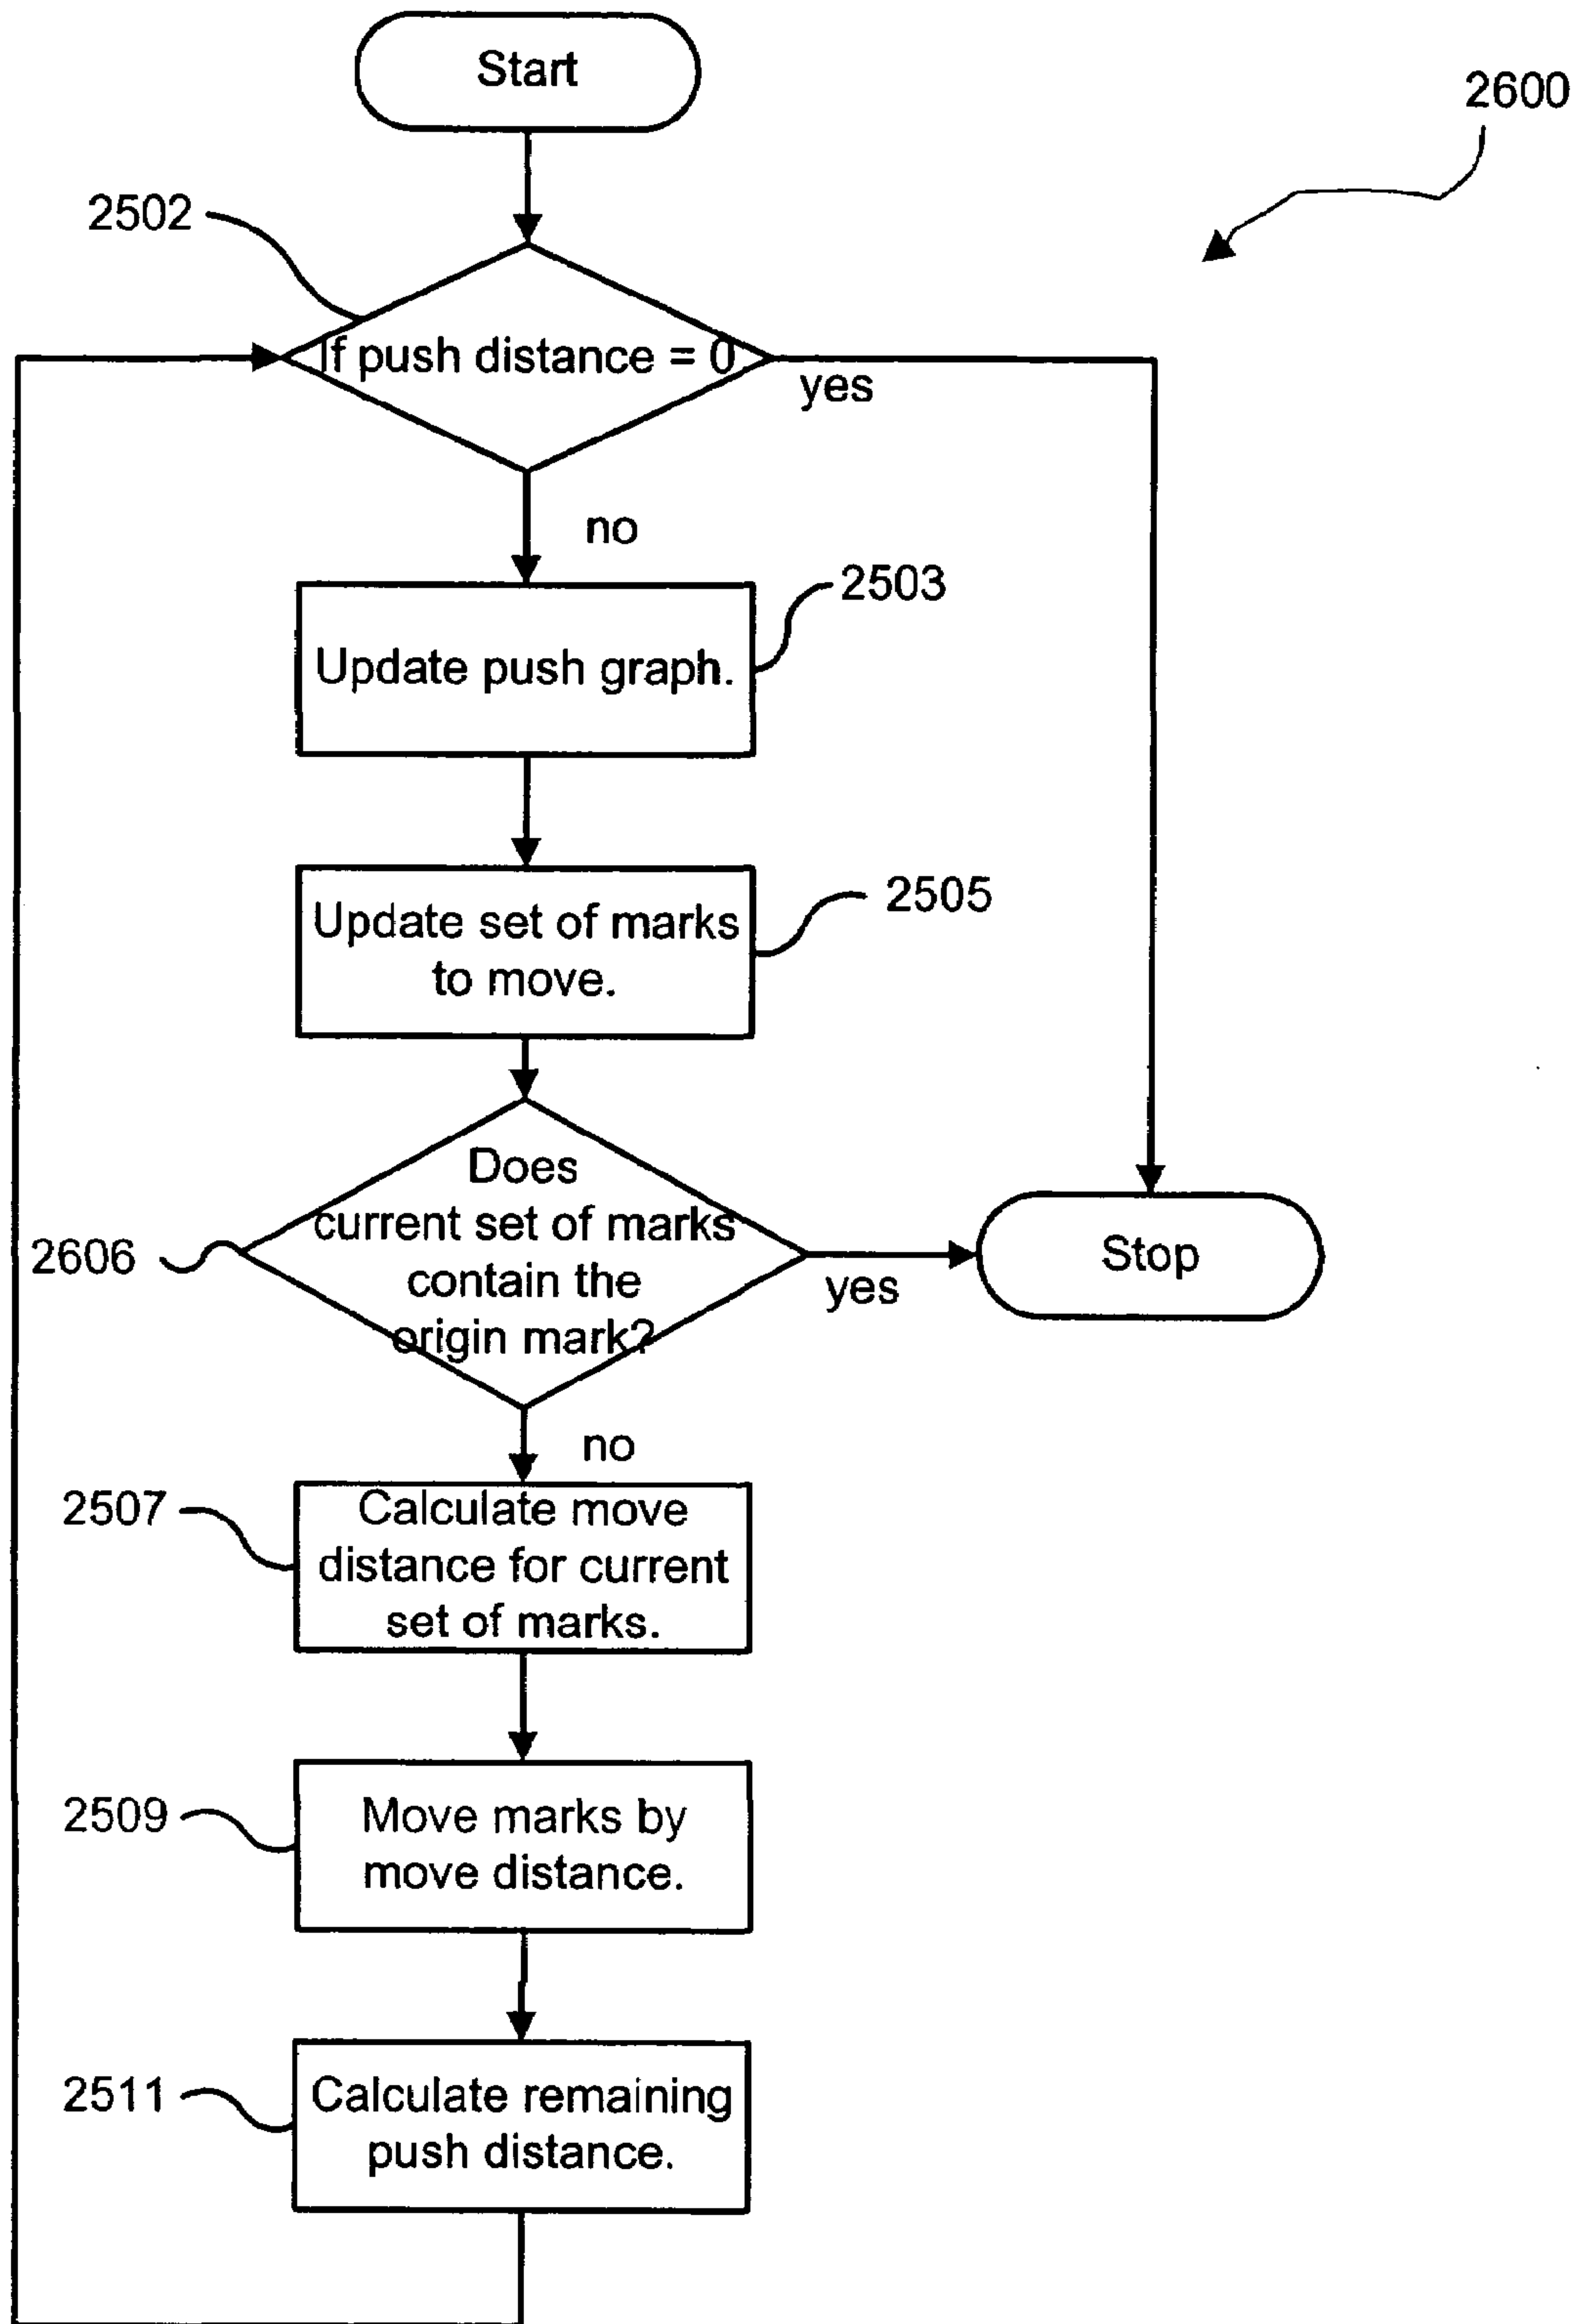 Start
2600
2502
If push distance = 0
yes
no
2503
Update push graph.
2505
Update set of marks
to move.
Does
current set of marks
contain the
origin mark?
2606
yes
Stop
no
2507
Calculate move
distance for current
set of marks.
2509
Move marks by
move distance.
2511
Calculate remaining
push distance.